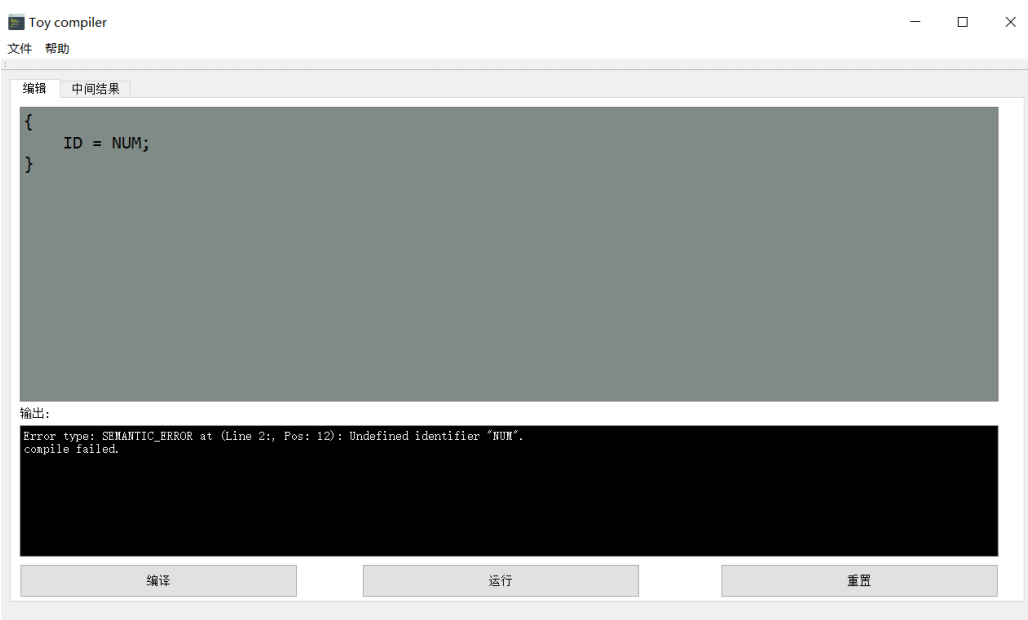 Toy compiler
文件 帮助
编辑 中间结果
{
    ID = NUM;
}
输出:
Error type: SEMANTIC_ERROR at (Line 2:, Pos: 12): Undefined identifier "NUM".
compile failed.
编译 运行 重置